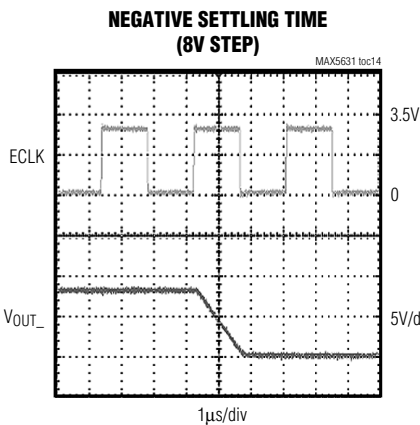 NEGATIVE SETTLING TIME
(8V STEP)
MAX5631 toc14
3.5V
ECLK
0
VOUT_
5V/d
1µs/div